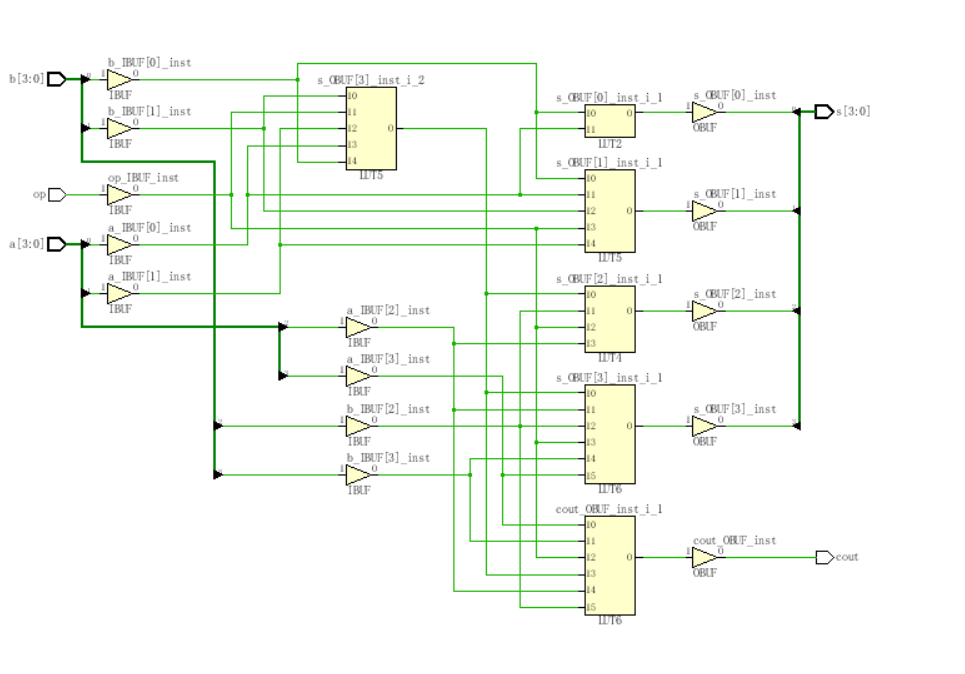 b_IBUF[0]_inst
b[3:0]
I
O
IBUF
s_OBUF[3]_inst_i_2
I0
I1
I2
I3
I4
O
LUT5
b_IBUF[1]_inst
I
O
IBUF
op_IBUF_inst
op
I
O
IBUF
a_IBUF[0]_inst
a[3:0]
I
O
IBUF
a_IBUF[1]_inst
I
O
IBUF
a_IBUF[2]_inst
I
O
IBUF
a_IBUF[3]_inst
I
O
IBUF
b_IBUF[2]_inst
I
O
IBUF
b_IBUF[3]_inst
I
O
IBUF
s_OBUF[0]_inst_i_1
I0
I1
O
LUT2
s_OBUF[1]_inst_i_1
I0
I1
I2
I3
I4
O
LUT5
s_OBUF[2]_inst_i_1
I0
I1
I2
I3
O
LUT4
s_OBUF[3]_inst_i_1
I0
I1
I2
I3
I4
I5
O
LUT6
cout_OBUF_inst_i_1
I0
I1
I2
I3
I4
I5
O
LUT6
s_OBUF[0]_inst
I
O
OBUF
s[3:0]
s_OBUF[1]_inst
I
O
OBUF
s_OBUF[2]_inst
I
O
OBUF
s_OBUF[3]_inst
I
O
OBUF
cout_OBUF_inst
I
O
OBUF
cout